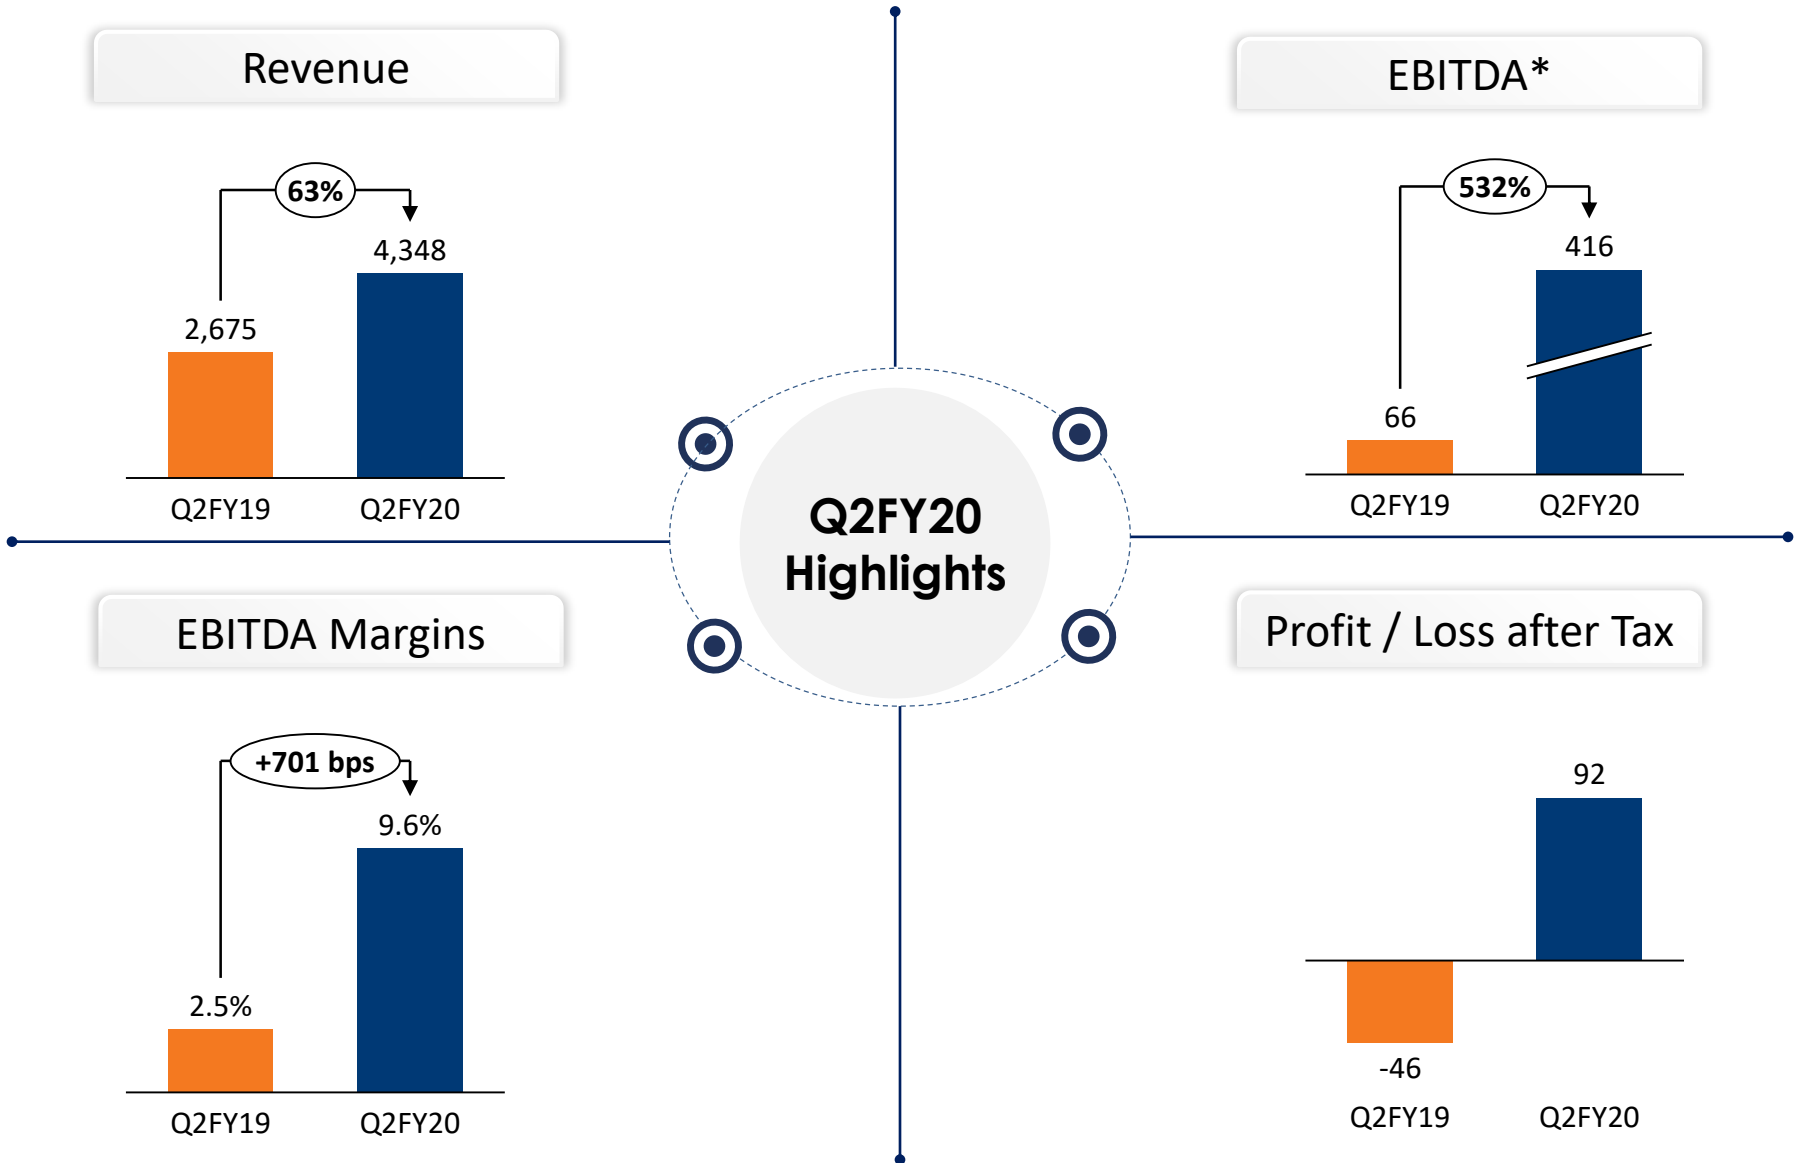 Revenue
63%
4,348
2,675
Q2FY19
Q2FY20
EBITDA*
532%
416
66
Q2FY19
Q2FY20
Q2FY20
Highlights
EBITDA Margins
+701 bps
9.6%
2.5%
Q2FY19
Q2FY20
Profit / Loss after Tax
92
-46
Q2FY19
Q2FY20